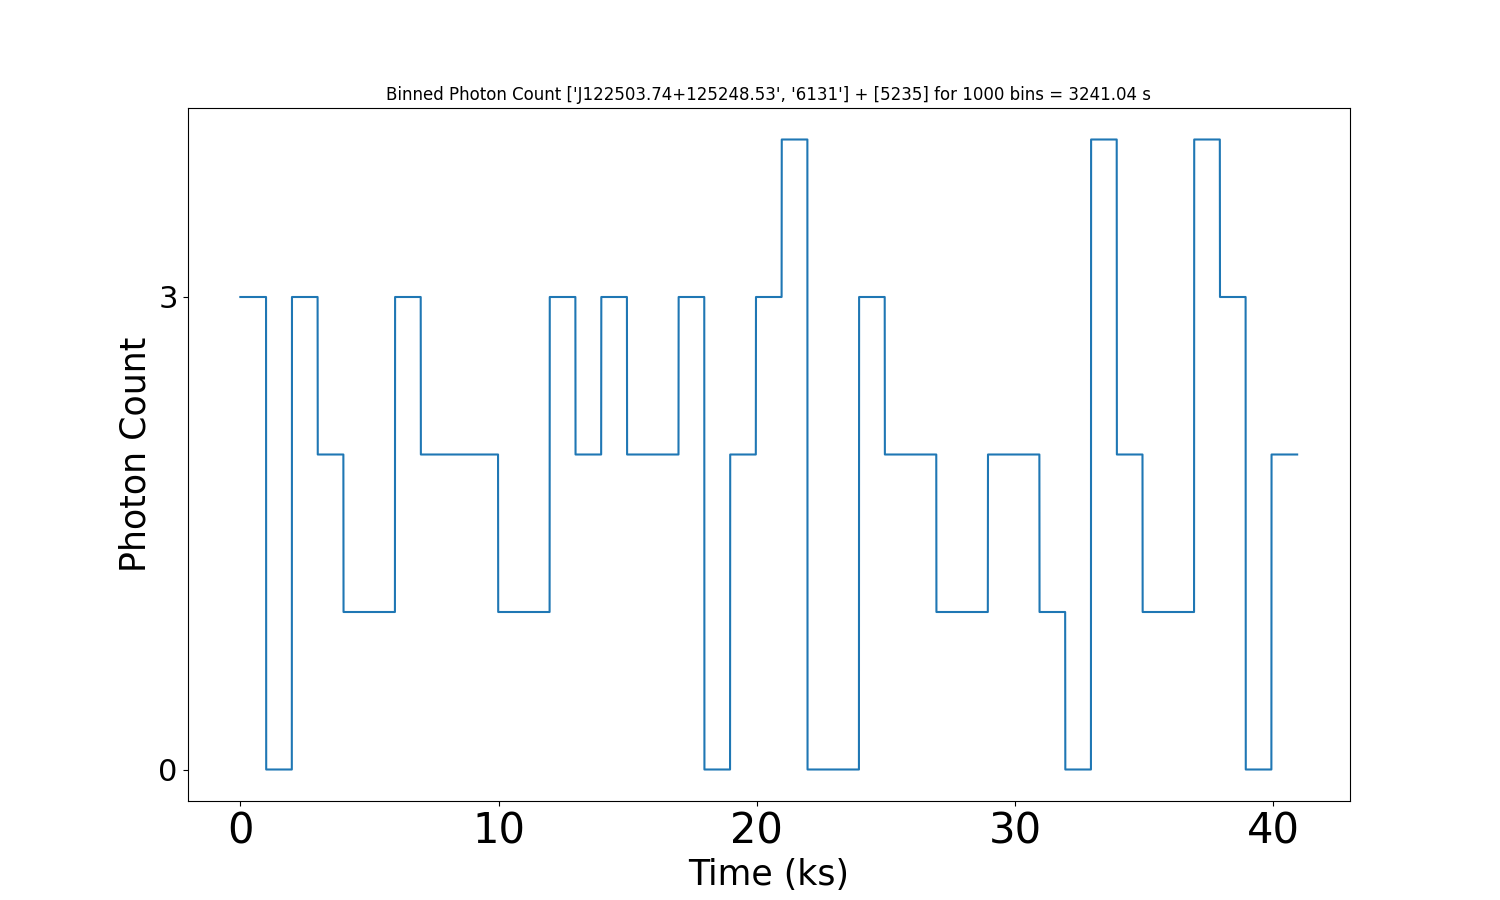 Binned Photon Count ['J122503.74+125248.53', '6131'] + [5235] for 1000 bins = 3241.04 s
Photon Count
3
0
0 10 20 30 40
Time (ks)